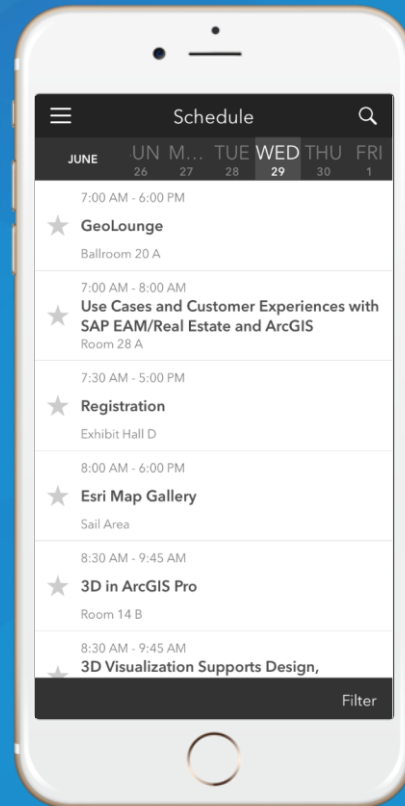 Schedule
JUNE
UN M... TUE WED THU FRI
26 27 28 29 30 1
7:00 AM - 6:00 PM
GeoLounge
Ballroom 20 A
7:00 AM - 8:00 AM
Use Cases and Customer Experiences with
SAP EAM/Real Estate and ArcGIS
Room 28 A
7:30 AM - 5:00 PM
Registration
Exhibit Hall D
8:00 AM - 6:00 PM
Esri Map Gallery
Sail Area
8:30 AM - 9:45 AM
3D in ArcGIS Pro
Room 14 B
8:30 AM - 9:45 AM
3D Visualization Supports Design,
Filter